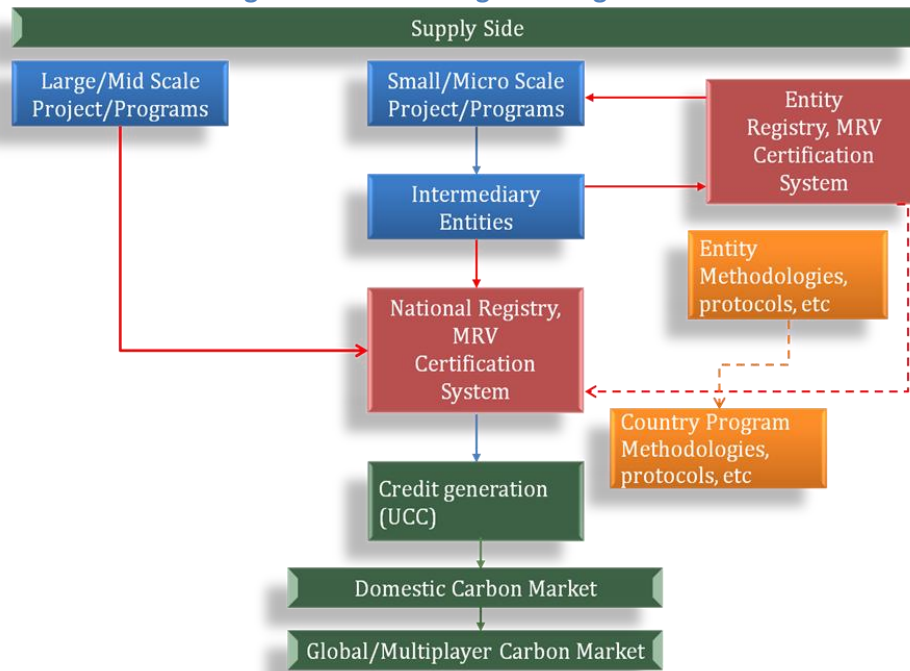 Supply Side
Large/Mid Scale
Project/Programs
Small/Micro Scale
Project/Programs
Entity
Registry, MRV
Certification
System
Intermediary
Entities
Entity
Methodologies,
protocols, etc
National Registry,
MRV
Certification
System
Country Program
Methodologies,
protocols, etc
Credit generation
(UCC)
Domestic Carbon Market
Global/Multiplayer Carbon Market